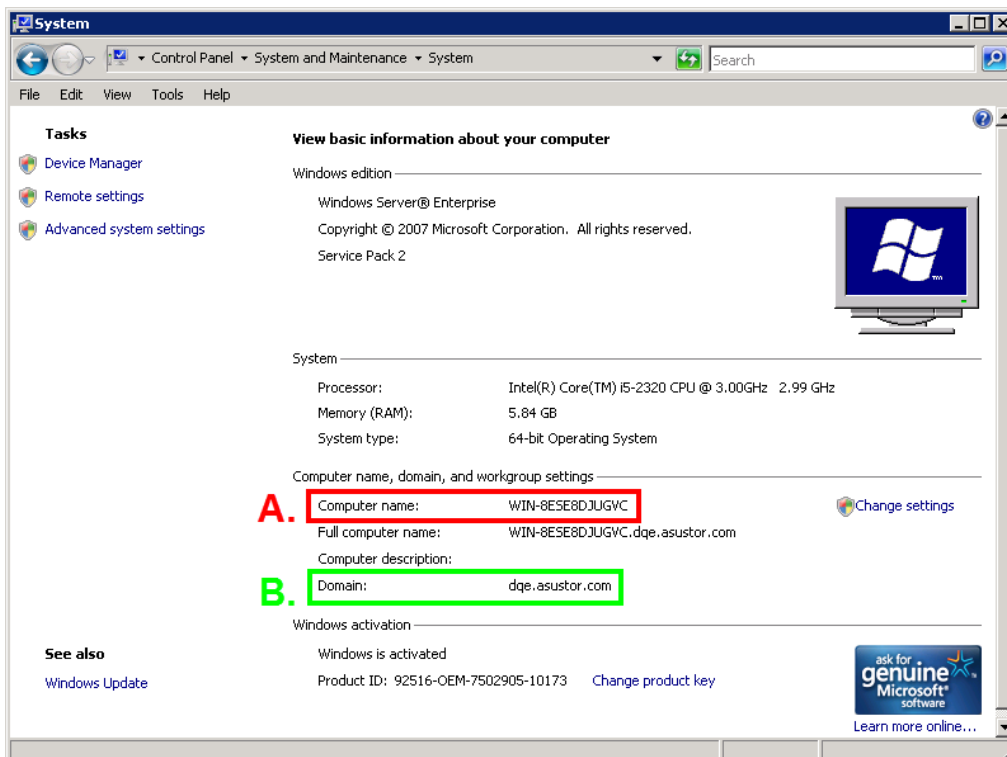 System
Control Panel System and Maintenance System
Search
File Edit View Tools Help
Tasks
Device Manager
Remote settings
Advanced system settings
View basic information about your computer
Windows edition
Windows Server® Enterprise
Copyright © 2007 Microsoft Corporation. All rights reserved.
Service Pack 2
System
Processor: Intel(R) Core(TM) i5-2320 CPU @ 3.00GHz 2.99 GHz
Memory (RAM): 5.84 GB
System type: 64-bit Operating System
Computer name, domain, and workgroup settings
A. Computer name: WIN-8ESE8DJUGVC
Change settings
Full computer name: WIN-8ESE8DJUGVC.dqe.asustor.com
Computer description:
B. Domain: dqe.asustor.com
Windows activation
Windows is activated
Product ID: 92516-OEM-7502905-10173 Change product key
See also
Windows Update
ask for
genuine
Microsoft®
software
Learn more online...